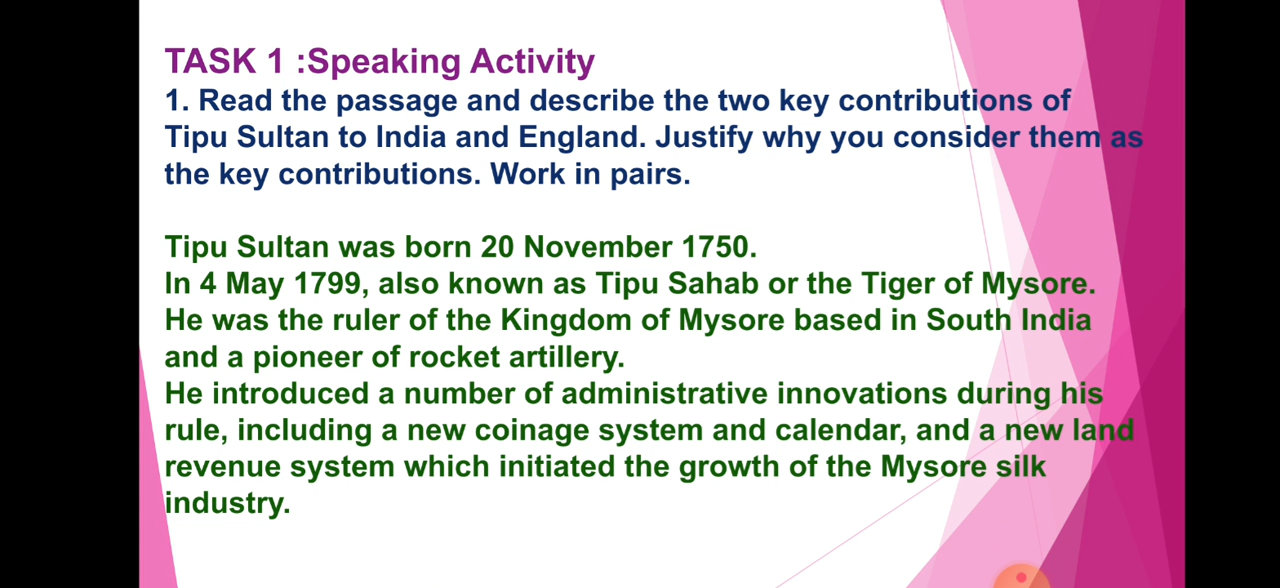 TASK 1 :Speaking Activity
1. Read the passage and describe the two key contributions of
Tipu Sultan to India and England. Justify why you consider them as
the key contributions. Work in pairs.
Tipu Sultan was born 20 November 1750.
In 4 May 1799, also known as Tipu Sahab or the Tiger of Mysore.
He was the ruler of the Kingdom of Mysore based in South India
and a pioneer of rocket artillery.
He introduced a number of administrative innovations during his
rule, including a new coinage system and calendar, and a new land
revenue system which initiated the growth of the Mysore silk
industry.